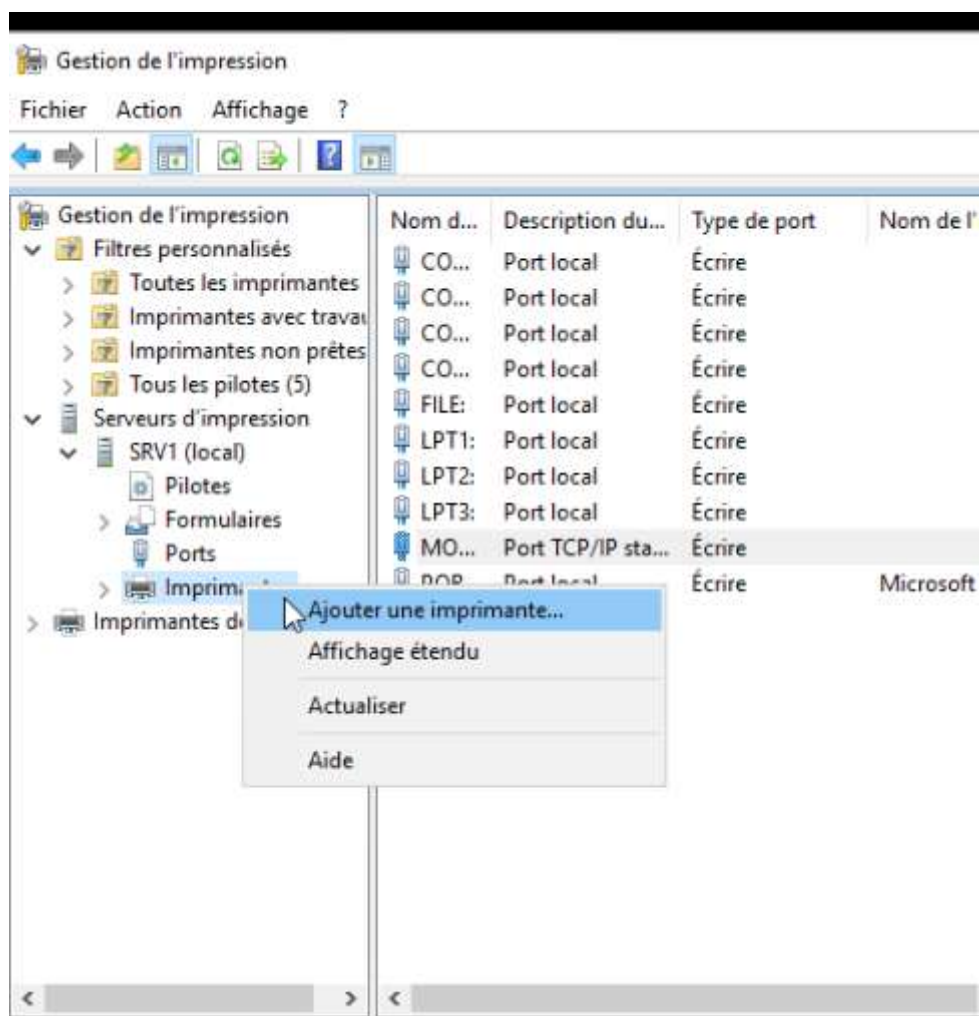 Gestion de l'impression
Fichier Action Affichage ?
Gestion de l'impression
Filtres personnalisés
Toutes les imprimantes
Imprimantes avec
Imprimantes non prêtes
Tous les pilotes (5)
Serveurs d'impression
SRV1 (local)
Pilotes
Formulaires
Ports
Imprimantes
Nom d... Description du... Type de port Nom de l'
CO... Port local Écrire
CO... Port local Écrire
CO... Port local Écrire
CO... Port local Écrire
FILE: Port local Écrire
LPT1: Port local Écrire
LPT2: Port local Écrire
LPT3: Port local Écrire
MO... Port TCP/IP sta... Écrire
Port local Écrire Microsoft
Ajouter une imprimante...
Affichage étendu
Actualiser
Aide